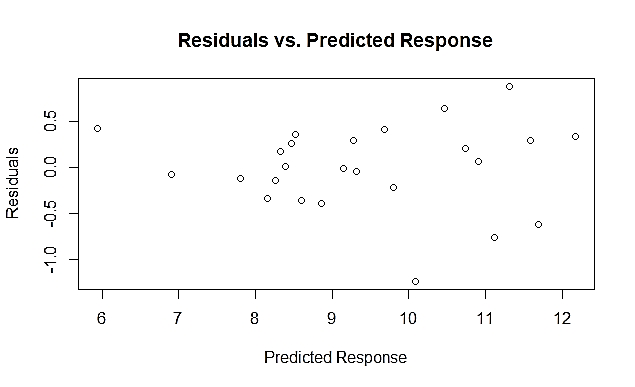 Residuals vs. Predicted Response
Residuals
0.5
0.0
-0.5
-1.0
6 7 8 9 10 11 12
Predicted Response